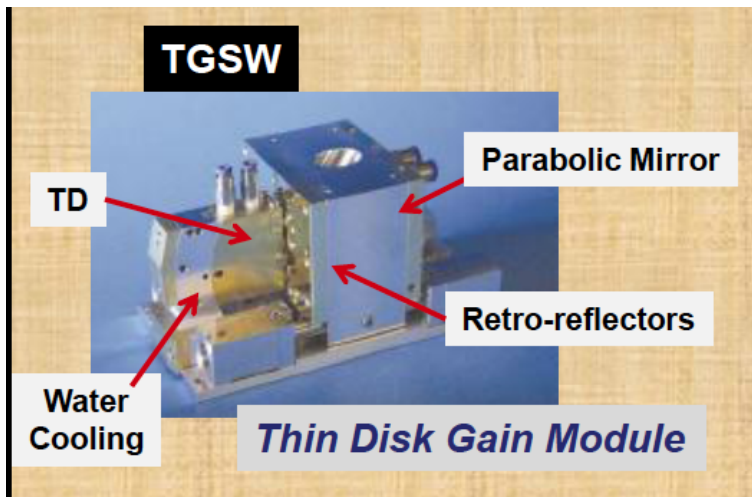 TGSW
Parabolic Mirror
TD
Retro-reflectors
Water
Cooling
Thin Disk Gain Module